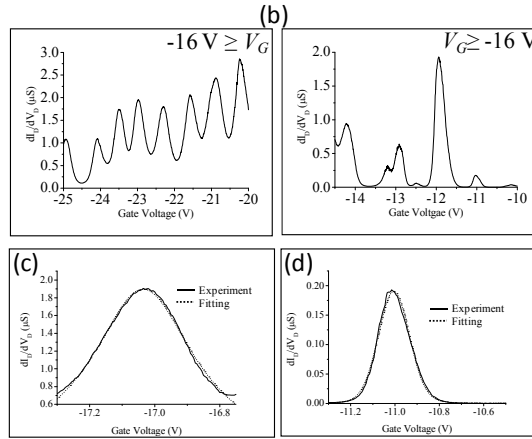 (b)
-16 V ≥ V_G
dI_D/dV_D (μS)
3.0
2.5
2.0
1.5
1.0
0.5
0.0
-25 -24 -23 -22 -21 -20
Gate Voltage (V)
V_G ≥ -16 V
dI_D/dV_D (μS)
2.0
1.5
1.0
0.50
0.0
-14 -13 -12 -11 -10
Gate Voltgae (V)
(c)
dI_D/dV_D (μS)
2.0
1.8
1.6
1.4
1.2
1.0
0.8
0.6
Experiment
Fitting
-17.2 -17.0 -16.8
Gate Voltage (V)
(d)
dI_D/dV_D (μS)
0.20
0.15
0.10
0.05
0.00
Experiment
Fitting
-11.2 -11.0 -10.8 -10.6
Gate Voltage (V)